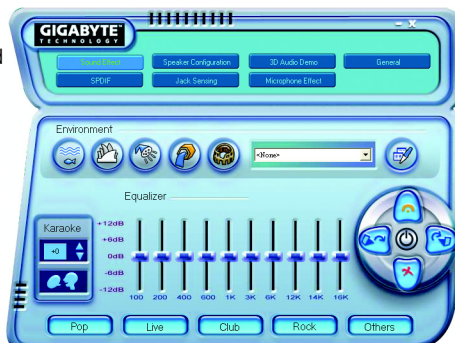 d
GIGABYTE™
TECHNOLOGY
– X
Sound Effect Speaker Configuration 3D Audio Demo General
SPDIF Jack Sensing Microphone Effect
Environment
<None>
Equalizer
Karaoke
+0
+12dB
+6dB
0dB
-6dB
-12dB
100 200 400 600 1K 3K 6K 12K 14K 16K
Pop Live Club Rock Others